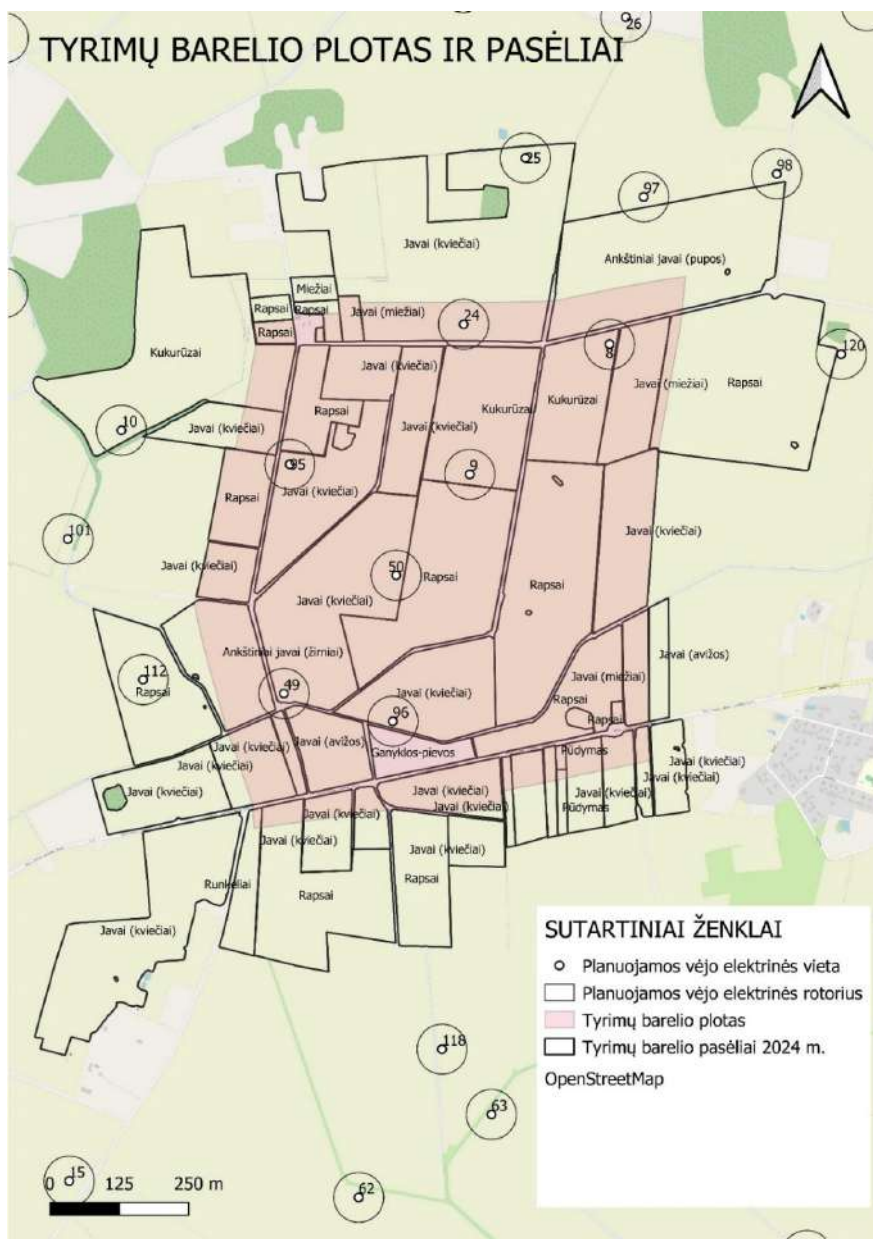 26
TYRIMŲ BARELIO PLOTAS IR PASĖLIAI
25
98
97
Javai (kviečiai)
Ankštiniai javai (pupos)
Miežiai
Rapsai
Rapsai
Javai (miežiai)
24
Rapsai
8
120
Kukurūzai
Javai (kviečiai)
Javai (miežiai)
Rapsai
Kukurūzai
Kukurūzai
Rapsai
10
Javai (kviečiai)
Javai (kviečiai)
95
9
Rapsai
Javai (kviečiai)
101
Javai (kviečiai)
Javai (kviečiai)
50
Rapsai
Rapsai
Javai (kviečiai)
Ankštiniai javai (žirniai)
Javai (avižos)
112
Rapsai
49
Javai (kviečiai)
Javai (miežiai)
Rapsai
96
Rapsai
Javai (kviečiai)
Javai (avižos)
Ganyklos-pievos
Pūdymas
Javai (kviečiai)
Javai (kviečiai)
Javai (kviečiai)
Javai (kviečiai)
Javai (kviečiai)
Javai (kviečiai)
Javai (kviečiai)
Javai (kviečiai)
Pūdymas
Javai (kviečiai)
Javai (kviečiai)
Runkeliai
Rapsai
Rapsai
Javai (kviečiai)
SUTARTINIAI ŽENKLAI
Planuojamos vėjo elektrinės vieta
Planuojamos vėjo elektrinės rotorius
Tyrimų barelio plotas
Tyrimų barelio pasėliai 2024 m.
OpenStreetMap
118
63
15
62
0 125 250 m